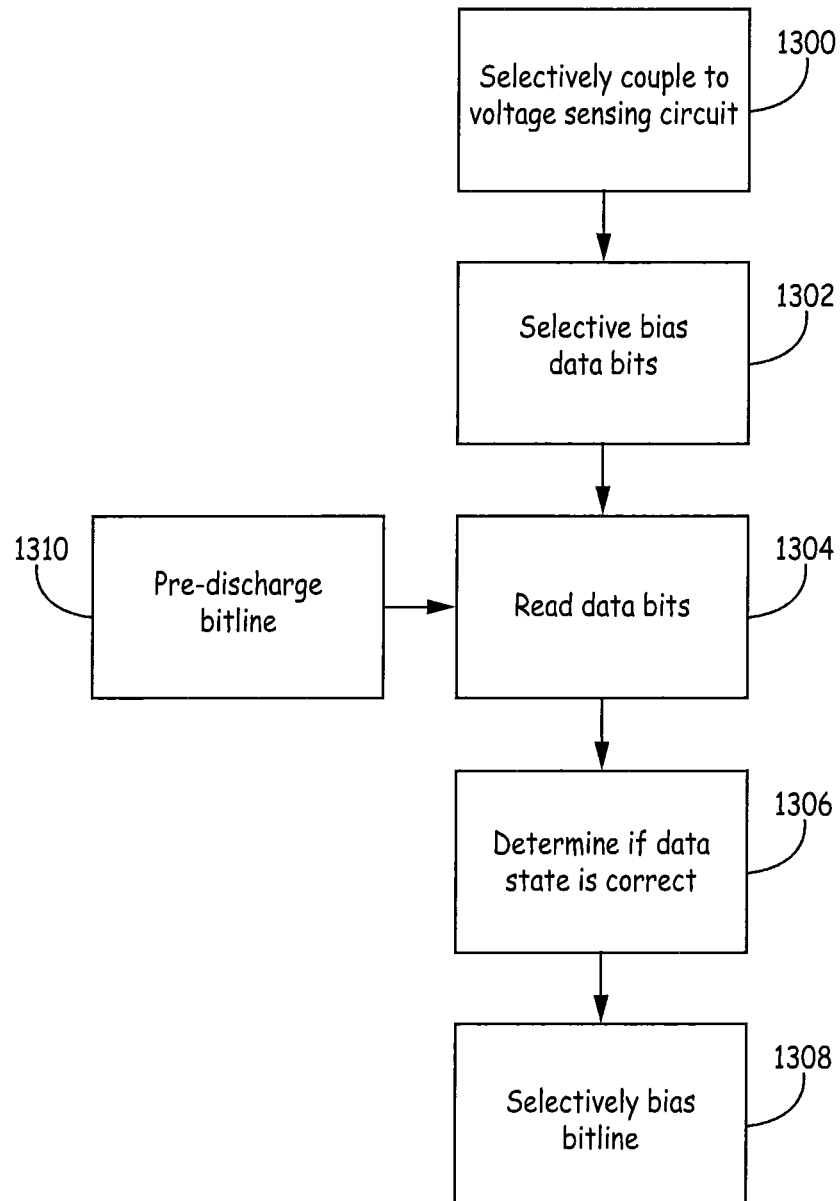 1300
Selectively couple to
voltage sensing circuit
1302
Selective bias
data bits
1310
Pre-discharge
bitline
1304
Read data bits
1306
Determine if data
state is correct
1308
Selectively bias
bitline